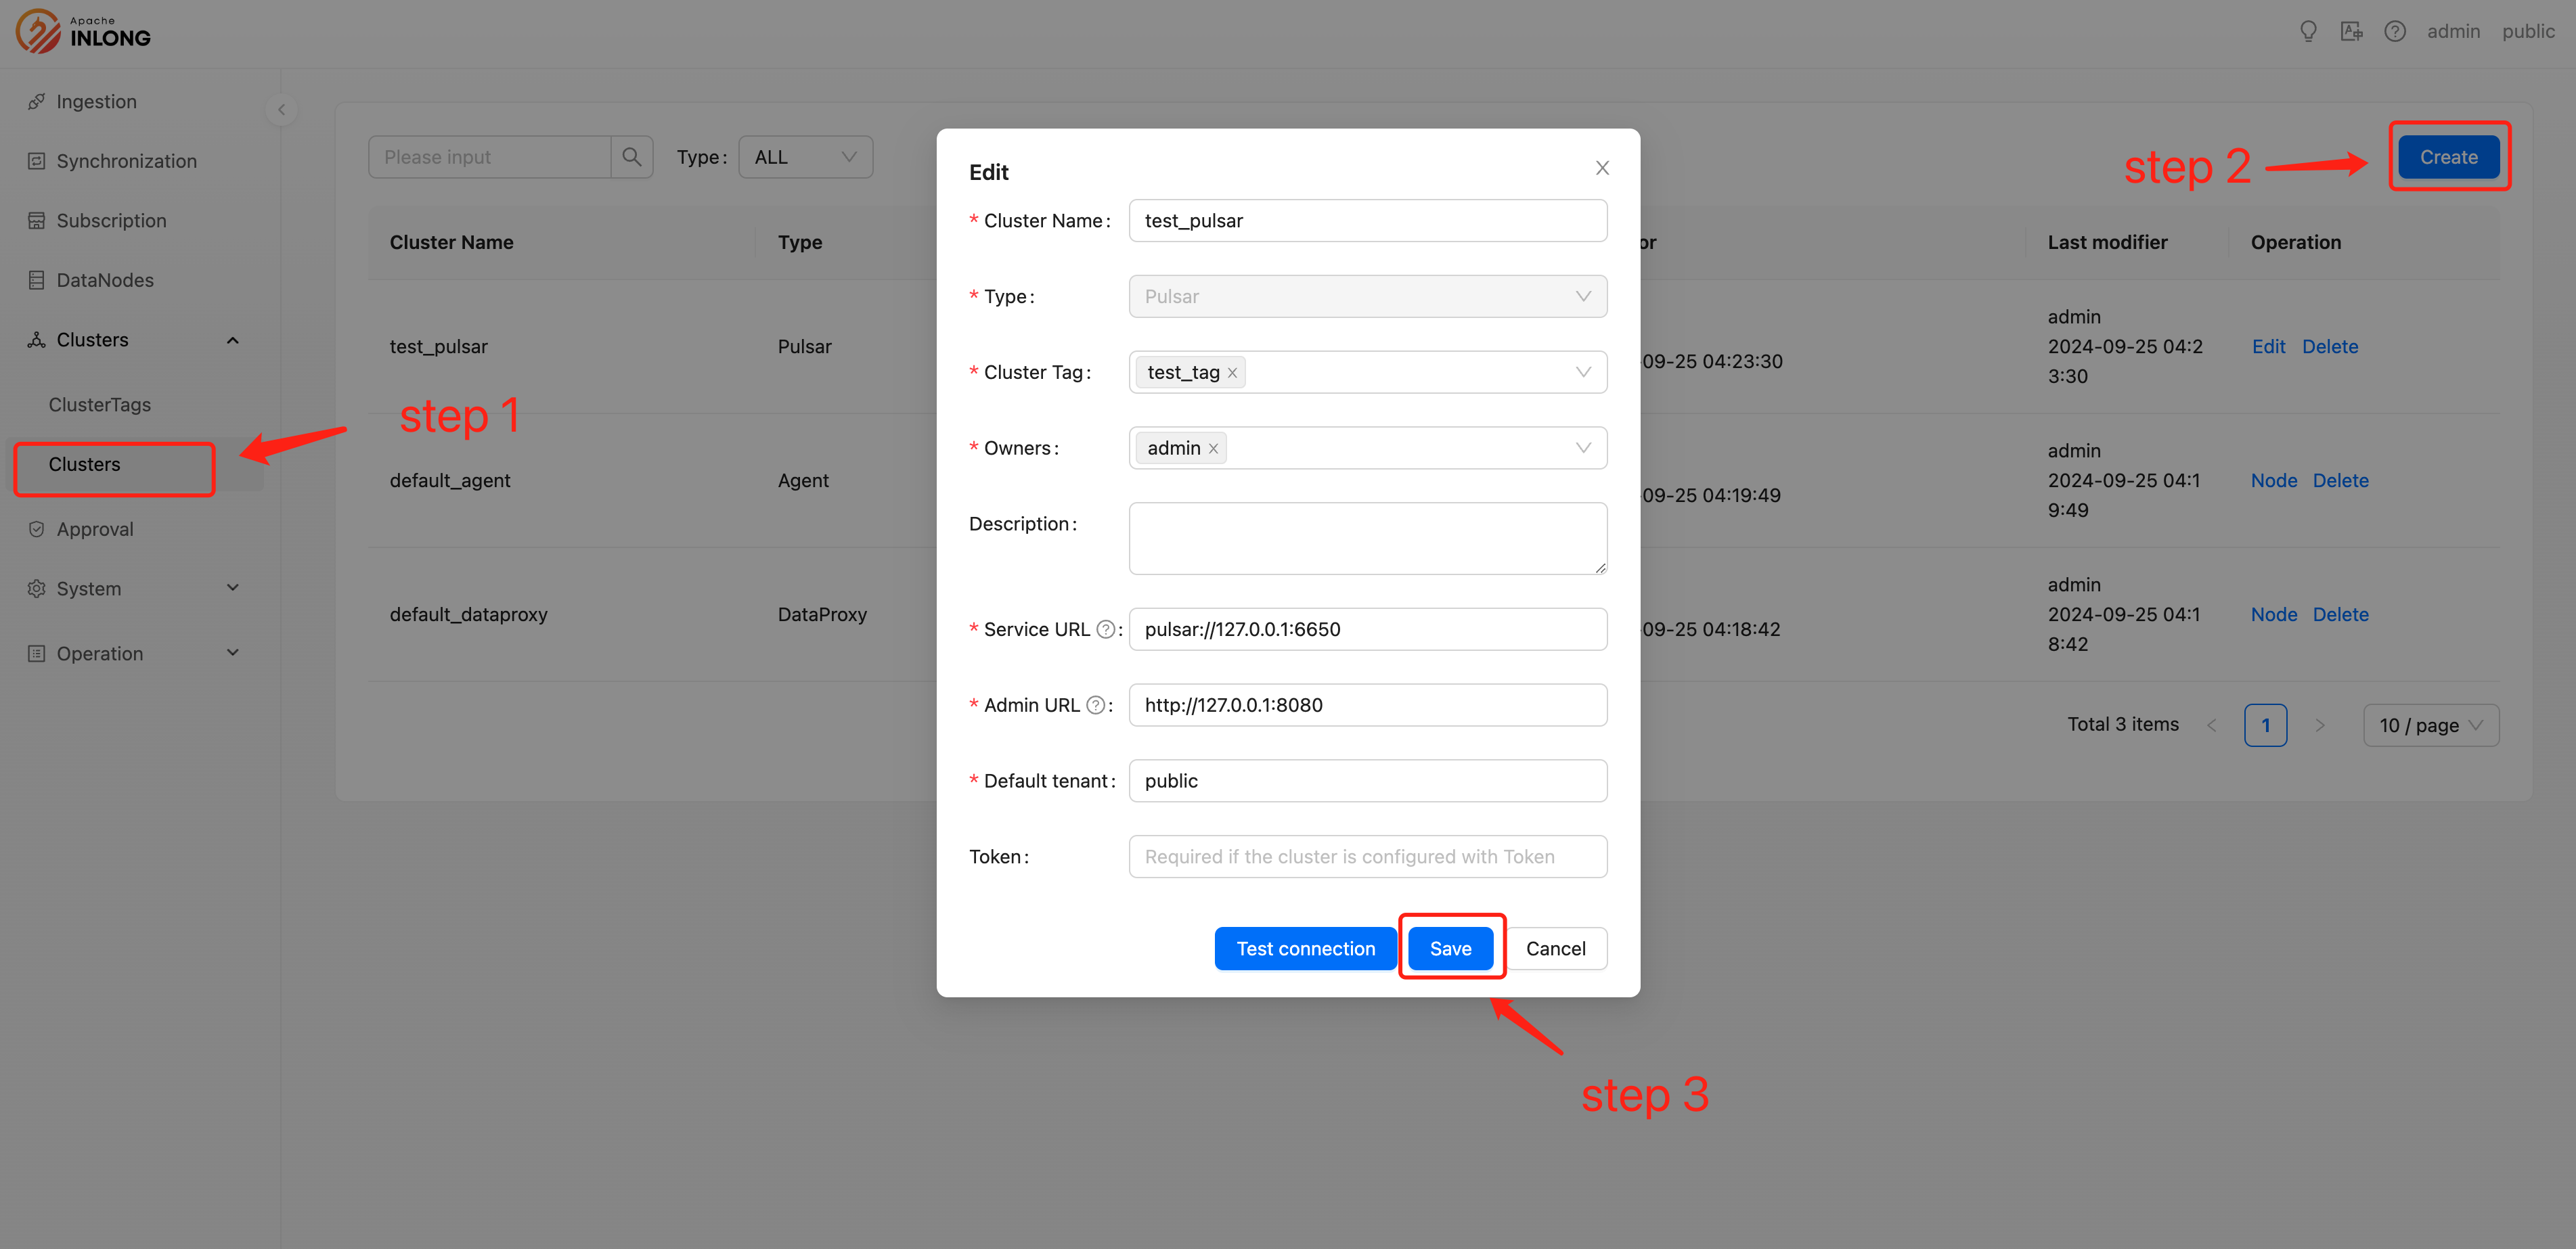 Apache
INLONG
admin
public
Ingestion
Synchronization
Subscription
DataNodes
Clusters
ClusterTags
Clusters
Approval
System
Operation
step 1
Please input
Type:
ALL
step 2
Create
Cluster Name
Type
or
Last modifier
Operation
test_pulsar
Pulsar
09-25 04:23:30
admin
2024-09-25 04:2
3:30
Edit
Delete
default_agent
Agent
-09-25 04:19:49
admin
2024-09-25 04:1
9:49
Node
Delete
default_dataproxy
DataProxy
-09-25 04:18:42
admin
2024-09-25 04:1
8:42
Node
Delete
Total 3 items
<
1
>
10 / page
Edit
* Cluster Name:
test_pulsar
* Type:
Pulsar
* Cluster Tag:
test_tag
* Owners:
admin
Description:
* Service URL ?:
pulsar://127.0.0.1:6650
* Admin URL ?:
http://127.0.0.1:8080
* Default tenant:
public
Token:
Required if the cluster is configured with Token
Test connection
Save
Cancel
step 3